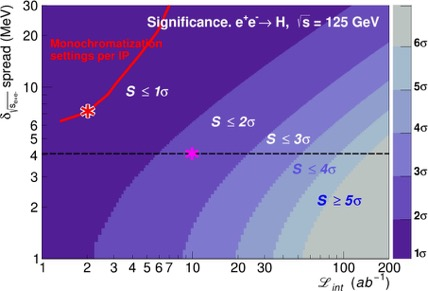 Significance. e⁺e⁻→ H, √s = 125 GeV
Monochromatization
settings per IP
δ√s e⁺e⁻ spread (MeV)
30
20
10
6
5
4
3
2
1
S ≤ 1σ
S ≤ 2σ
S ≤ 3σ
S ≤ 4σ
S ≥ 5σ
6σ
5σ
4σ
3σ
2σ
1σ
1 2 3 4 5 6 7 10 20 30 100 200
ℒint (ab⁻¹)